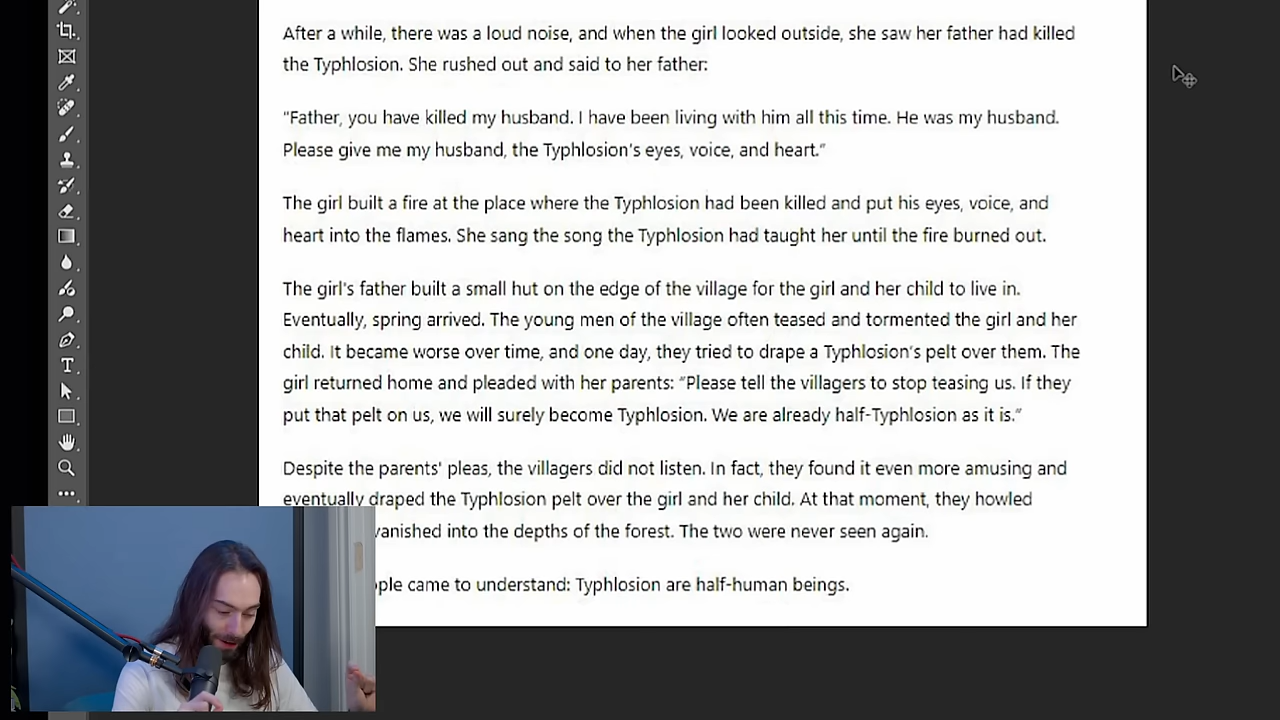 After a while, there was a loud noise, and when the girl looked outside, she saw her father had killed
the Typhlosion. She rushed out and said to her father:
"Father, you have killed my husband. I have been living with him all this time. He was my husband.
Please give me my husband, the Typhlosion's eyes, voice, and heart."
The girl built a fire at the place where the Typhlosion had been killed and put his eyes, voice, and
heart into the flames. She sang the song the Typhlosion had taught her until the fire burned out.
The girl's father built a small hut on the edge of the village for the girl and her child to live in.
Eventually, spring arrived. The young men of the village often teased and tormented the girl and her
child. It became worse over time, and one day, they tried to drape a Typhlosion's pelt over them. The
girl returned home and pleaded with her parents: "Please tell the villagers to stop teasing us. If they
put that pelt on us, we will surely become Typhlosion. We are already half-Typhlosion as it is."
Despite the parents' pleas, the villagers did not listen. In fact, they found it even more amusing and
eventually draped the Typhlosion pelt over the girl and her child. At that moment, they howled
vanished into the depths of the forest. The two were never seen again.
came to understand: Typhlosion are half-human beings.